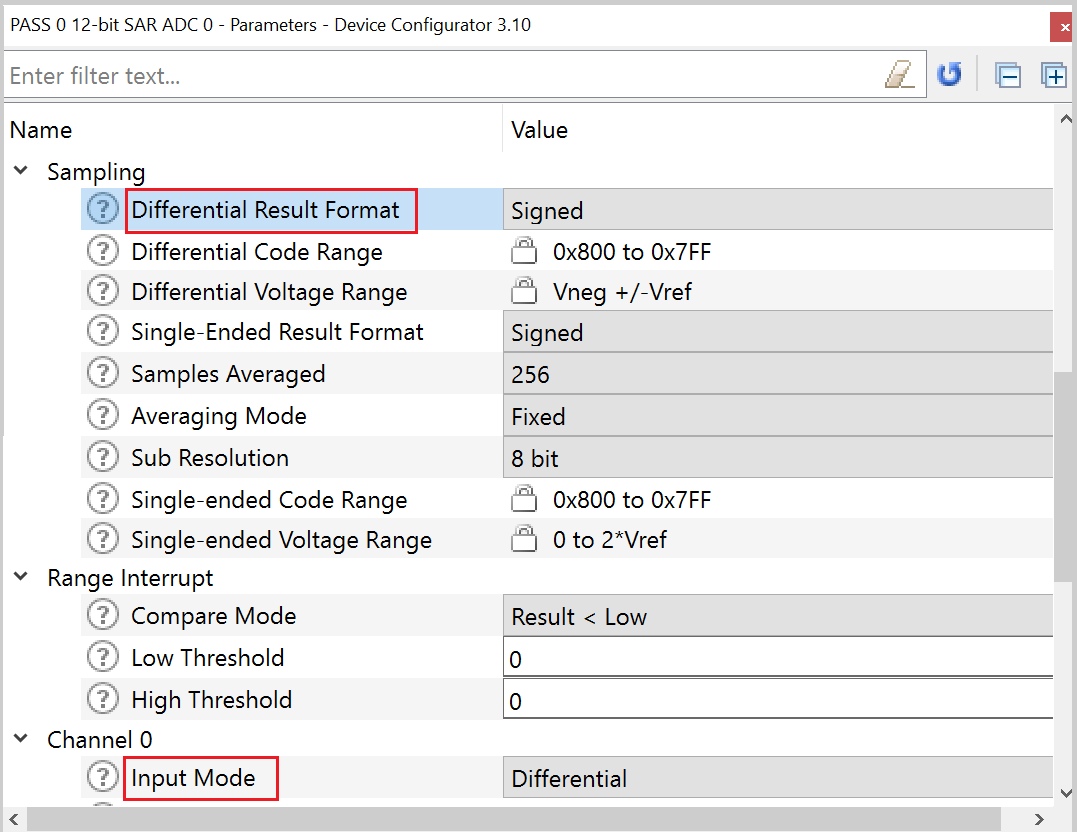 PASS 0 12-bit SAR ADC 0 - Parameters - Device Configurator 3.10
Enter filter text...
Name Value
Sampling
Differential Result Format Signed
Differential Code Range 0x800 to 0x7FF
Differential Voltage Range Vneg +/-Vref
Single-Ended Result Format Signed
Samples Averaged 256
Averaging Mode Fixed
Sub Resolution 8 bit
Single-ended Code Range 0x800 to 0x7FF
Single-ended Voltage Range 0 to 2*Vref
Range Interrupt
Compare Mode Result < Low
Low Threshold 0
High Threshold 0
Channel 0
Input Mode Differential